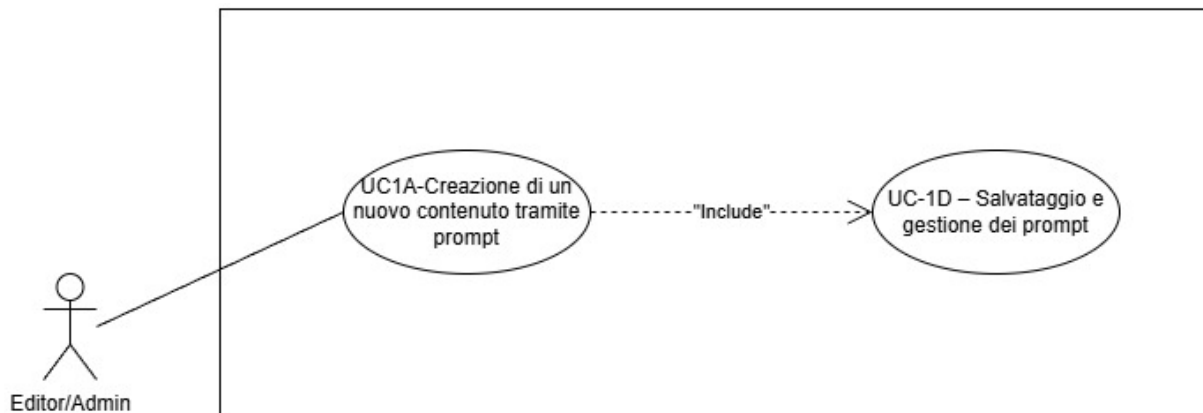 UC1A-Creazione di un
nuovo contenuto tramite
prompt
"Include"
UC-1D – Salvataggio e
gestione dei prompt
Editor/Admin